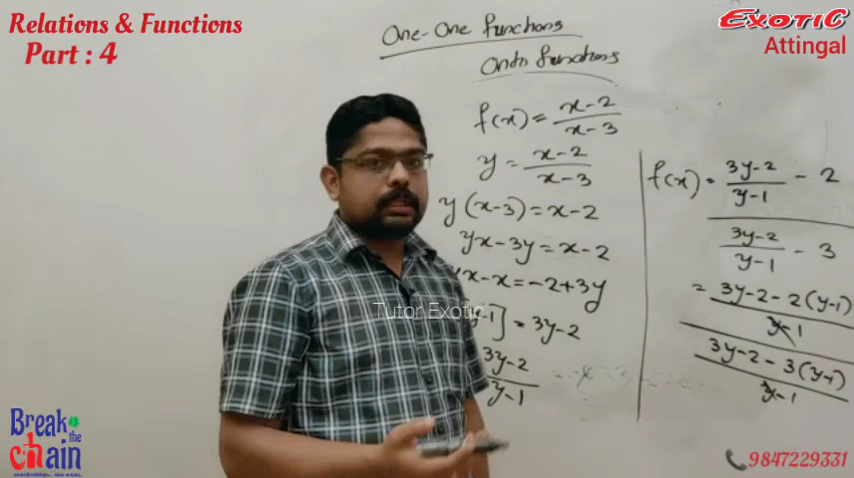 Relations & Functions
Part : 4
EXOTIC
Attingal
One-One functions
Onto functions
f(x) = x-2
x-3
y = x-2
x-3
y(x-3) = x-2
yx-3y = x-2
x-x = -2+3y
y-1] = 3y-2
3y-2
y-1
f(x) = 3y-2 - 2
y-1
3y-2 - 3
y-1
= 3y-2-2(y-1)
y-1
3y-2-3(y-1)
y-1
Tutor Exotic
Break
the
chain
9847229331